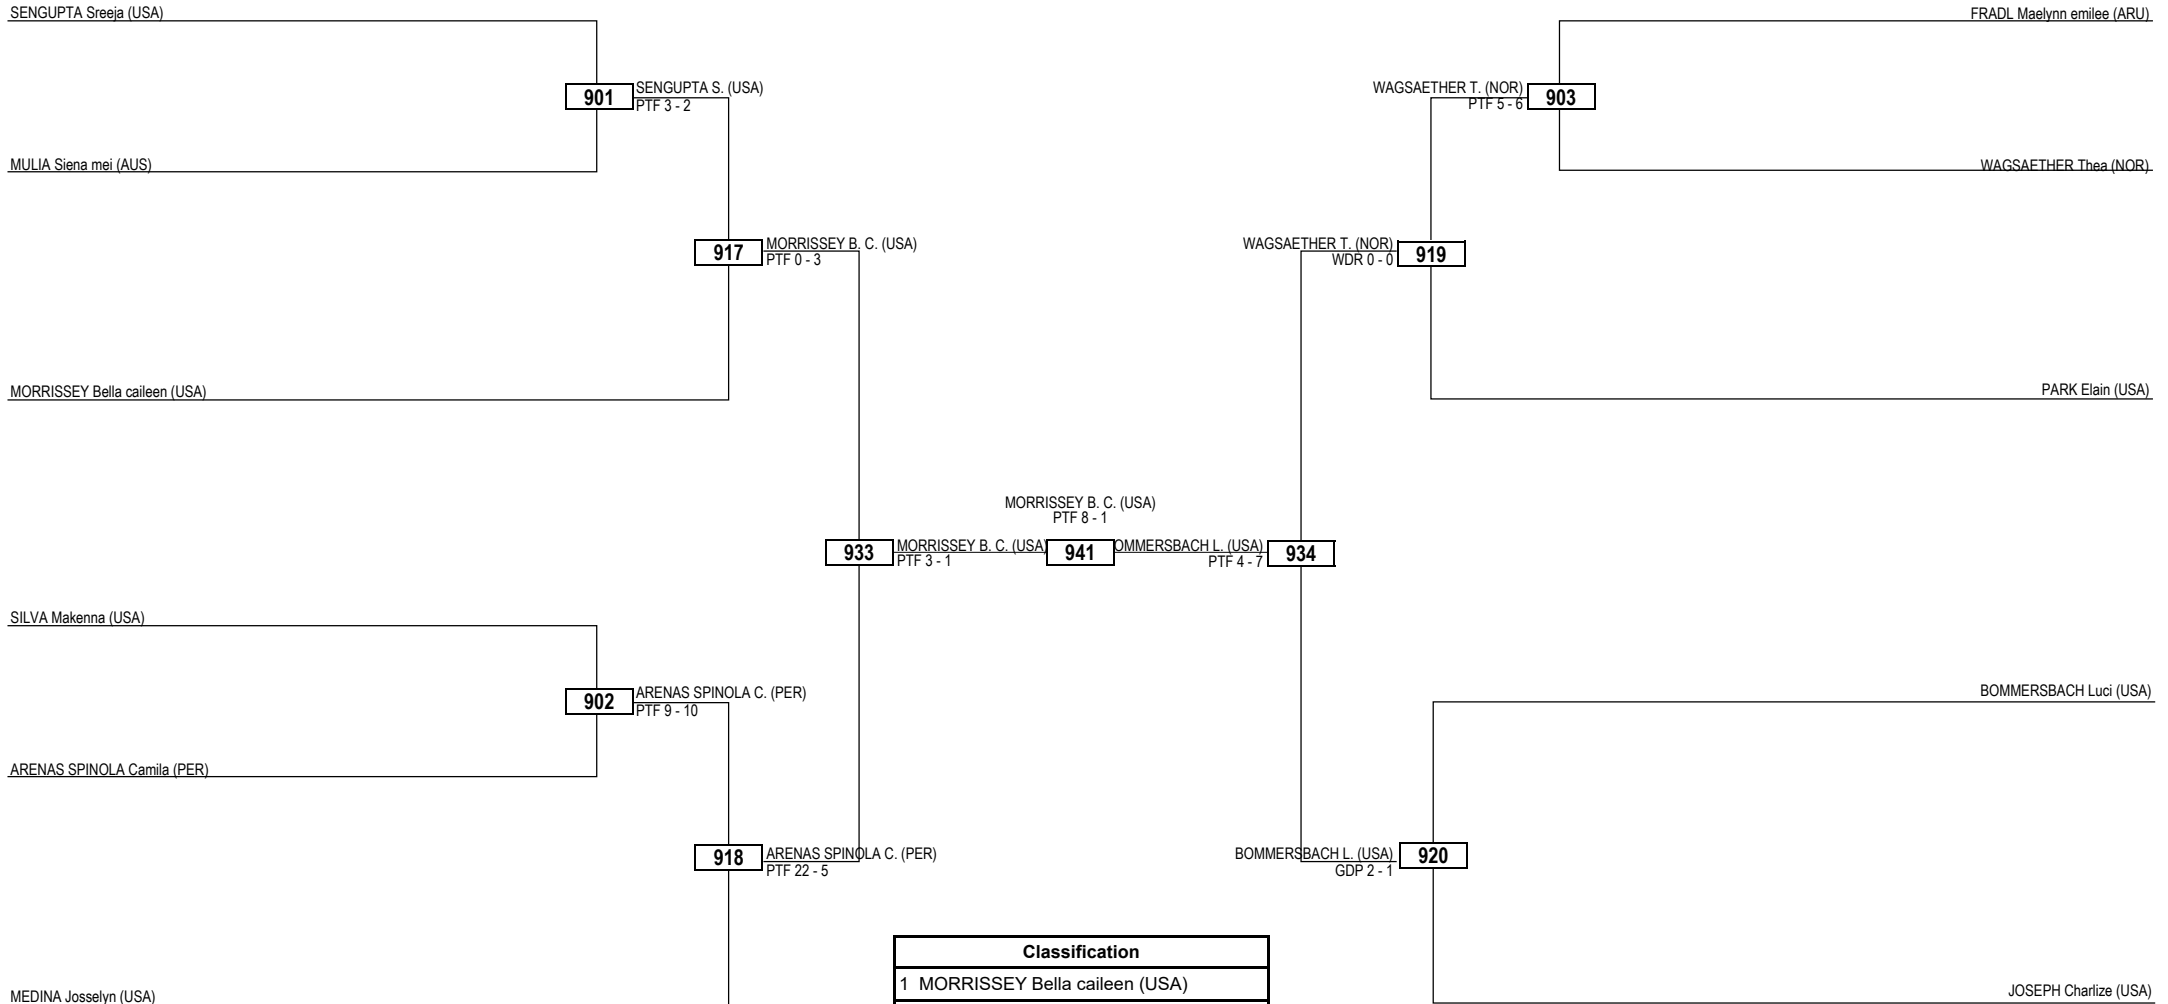 SENGUPTA Sreeja (USA)
FRADL Maelynn emilee (ARU)
901
SENGUPTA S. (USA)
PTF 3 - 2
WAGSAETHER T. (NOR)
PTF 5 - 6
903
MULIA Siena mei (AUS)
WAGSAETHER Thea (NOR)
917
MORRISSEY B. C. (USA)
PTF 0 - 3
WAGSAETHER T. (NOR)
WDR 0 - 0
919
MORRISSEY Bella caileen (USA)
PARK Elain (USA)
MORRISSEY B. C. (USA)
PTF 8 - 1
933
MORRISSEY B. C. (USA)
PTF 3 - 1
941
OMMERSBACH L. (USA)
PTF 4 - 7
934
SILVA Makenna (USA)
902
ARENAS SPINOLA C. (PER)
PTF 9 - 10
BOMMERSBACH Luci (USA)
ARENAS SPINOLA Camila (PER)
918
ARENAS SPINOLA C. (PER)
PTF 22 - 5
BOMMERSBACH L. (USA)
GDP 2 - 1
920
Classification
1 MORRISSEY Bella caileen (USA)
MEDINA Josselyn (USA)
JOSEPH Charlize (USA)